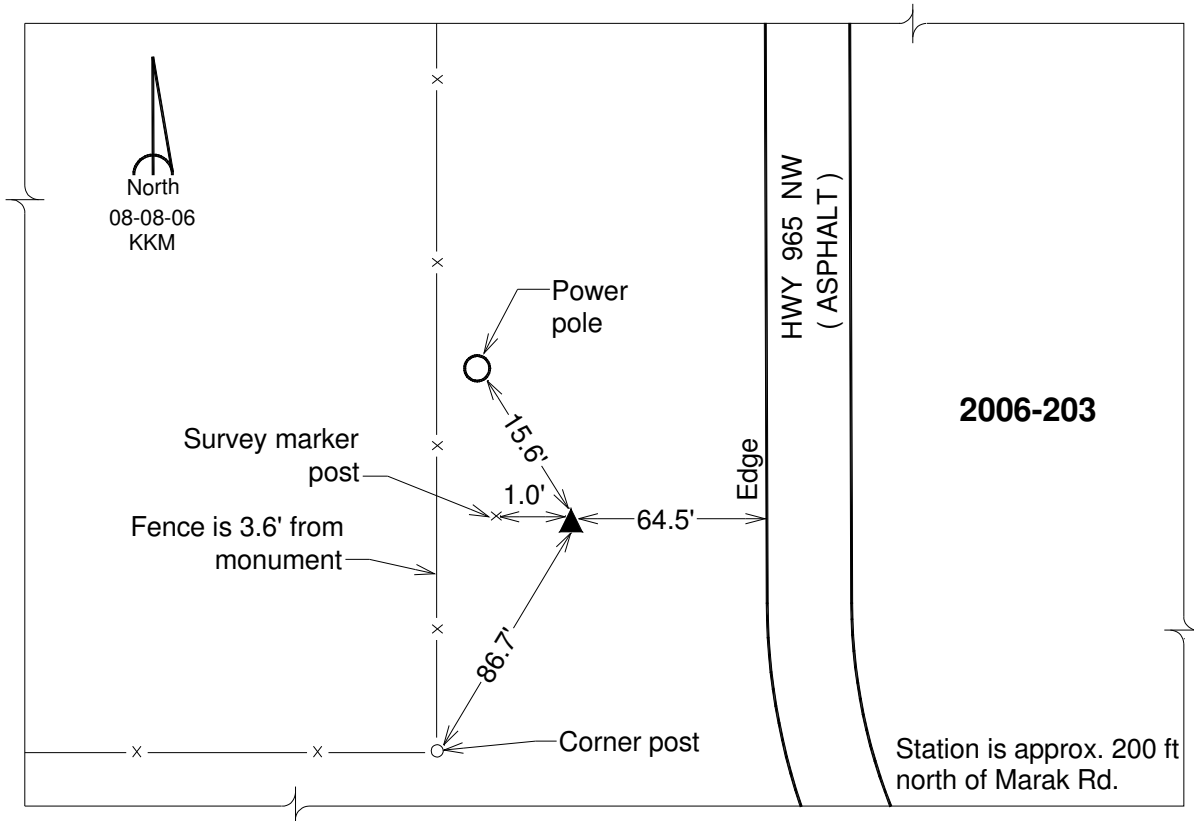 North
08-08-06
KKM
HWY 965 NW
( ASPHALT )
Power
pole
2006-203
15.6'
Survey marker
post
1.0'
Edge
64.5'
Fence is 3.6' from
monument
86.7'
Corner post
Station is approx. 200 ft
north of Marak Rd.